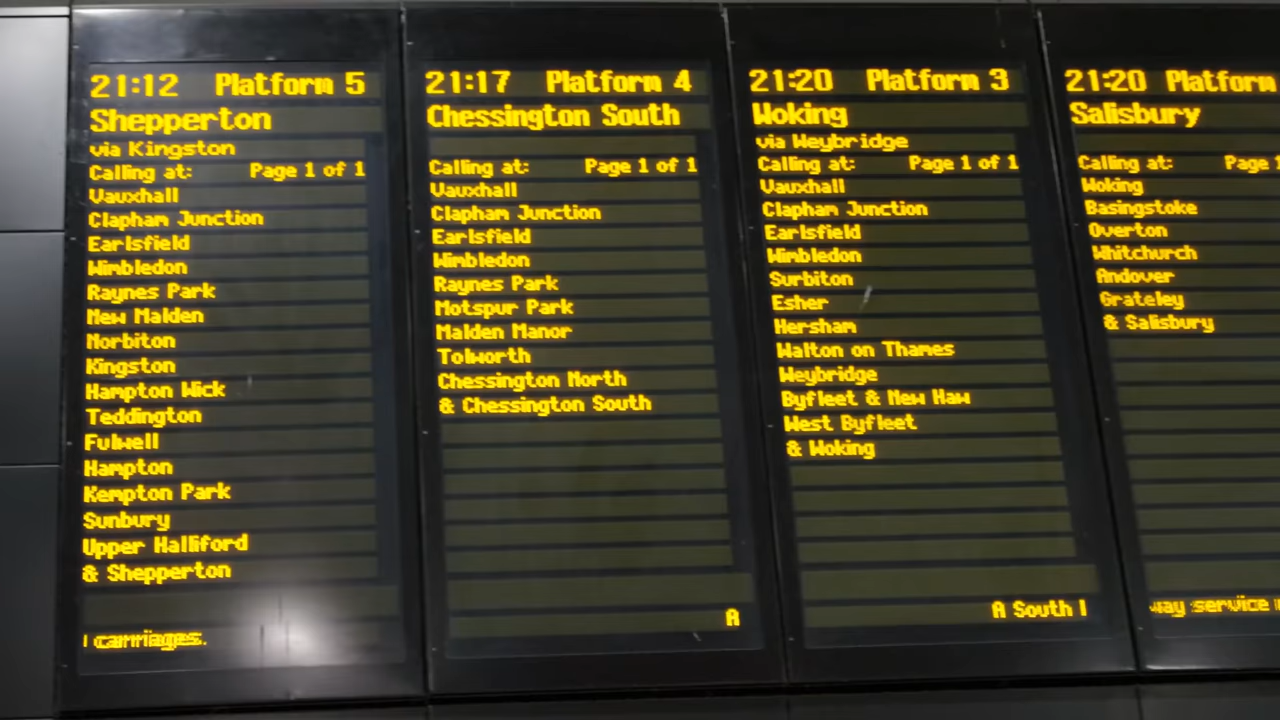 21:12 Platform 5
Shepperton
via Kingston
Calling at: Page 1 of 1
Vauxhall
Clapham Junction
Earlsfield
Wimbledon
Raynes Park
New Malden
Norbiton
Kingston
Hampton Wick
Teddington
Fulwell
Hampton
Kempton Park
Sunbury
Upper Halliford
& Shepperton
carriages.
21:17 Platform 4
Chessington South
Calling at: Page 1 of 1
Vauxhall
Clapham Junction
Earlsfield
Wimbledon
Raynes Park
Motspur Park
Malden Manor
Tolworth
Chessington North
& Chessington South
A
21:20 Platform 3
Woking
via Weybridge
Calling at: Page 1 of 1
Vauxhall
Clapham Junction
Earlsfield
Wimbledon
Surbiton
Esher
Hersham
Walton on Thames
Weybridge
Byfleet & New Haw
West Byfleet
& Woking
A South
21:20 Platform
Salisbury
Calling at: Page
Woking
Basingstoke
Overton
Whitchurch
Andover
Grateley
& Salisbury
way service